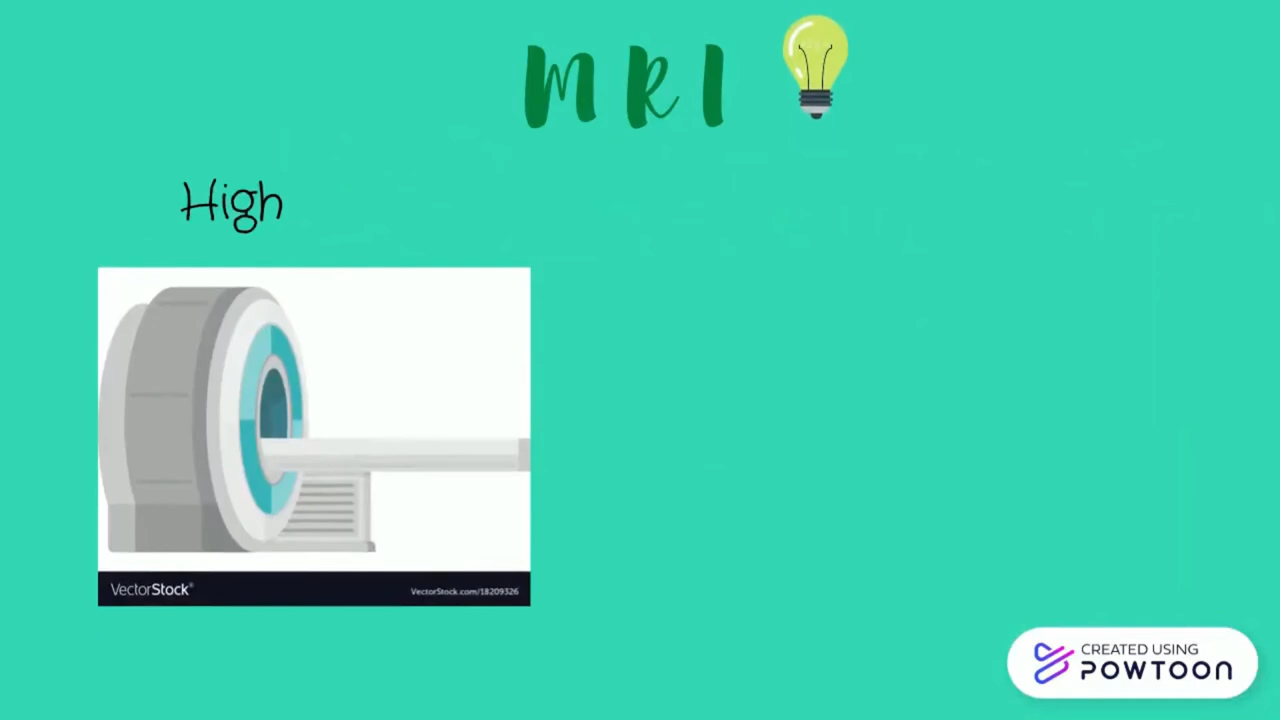 MRI
High
VectorStock®
VectorStock.com/18209326
CREATED USING
POWTOON